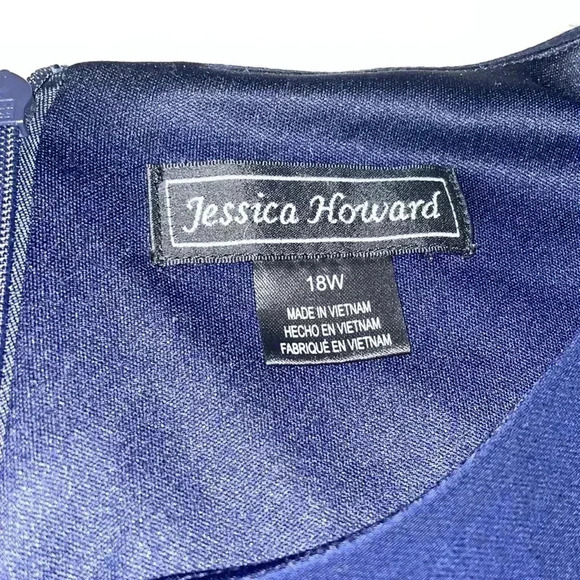 Jessica Howard
18W
MADE IN VIETNAM
HECHO EN VIETNAM
FABRIQUÉ EN VIETNAM